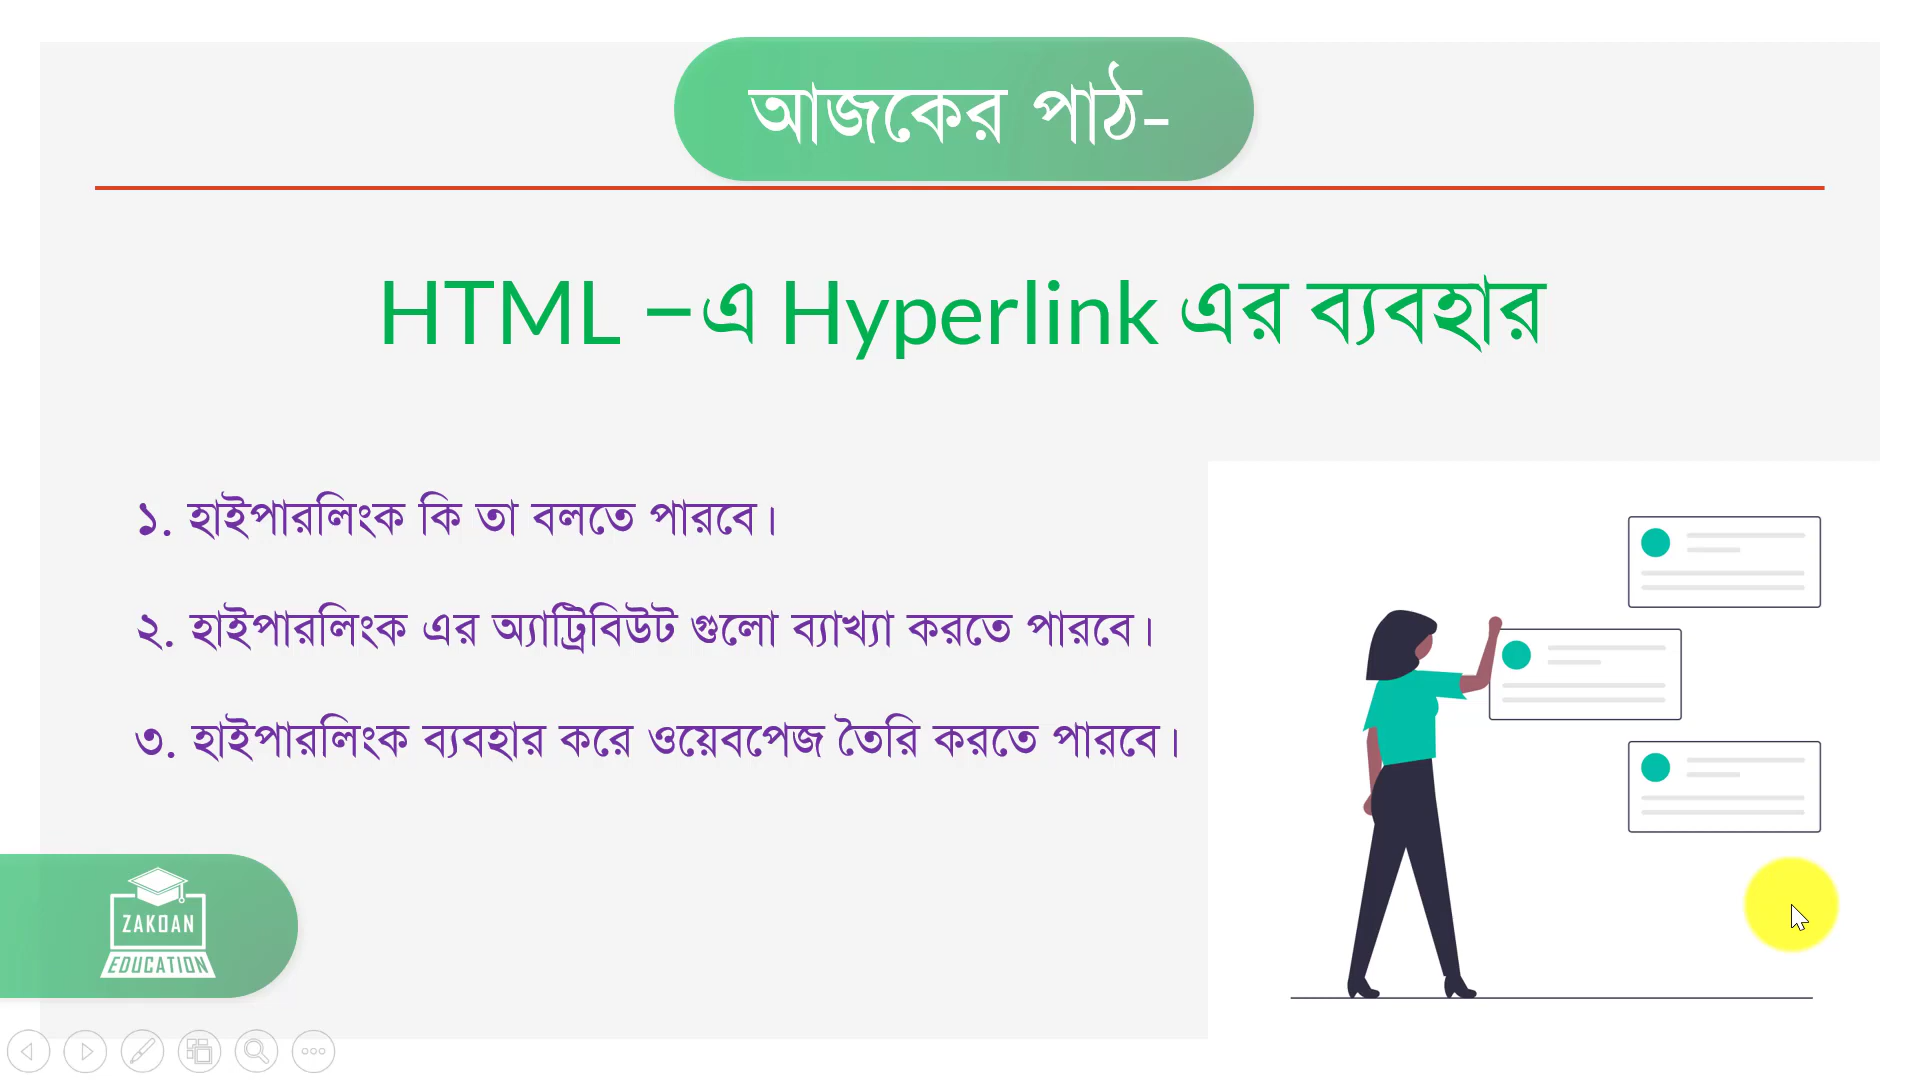 আজকের পাঠ-
HTML –এ Hyperlink এর ব্যবহার
১. হাইপারলিংক কি তা বলতে পারবে।
২. হাইপারলিংক এর অ্যাট্রিবিউট গুলো ব্যাখ্যা করতে পারবে।
৩. হাইপারলিংক ব্যবহার করে ওয়েবপেজ তৈরি করতে পারবে।
ZAKOAN
EDUCATION